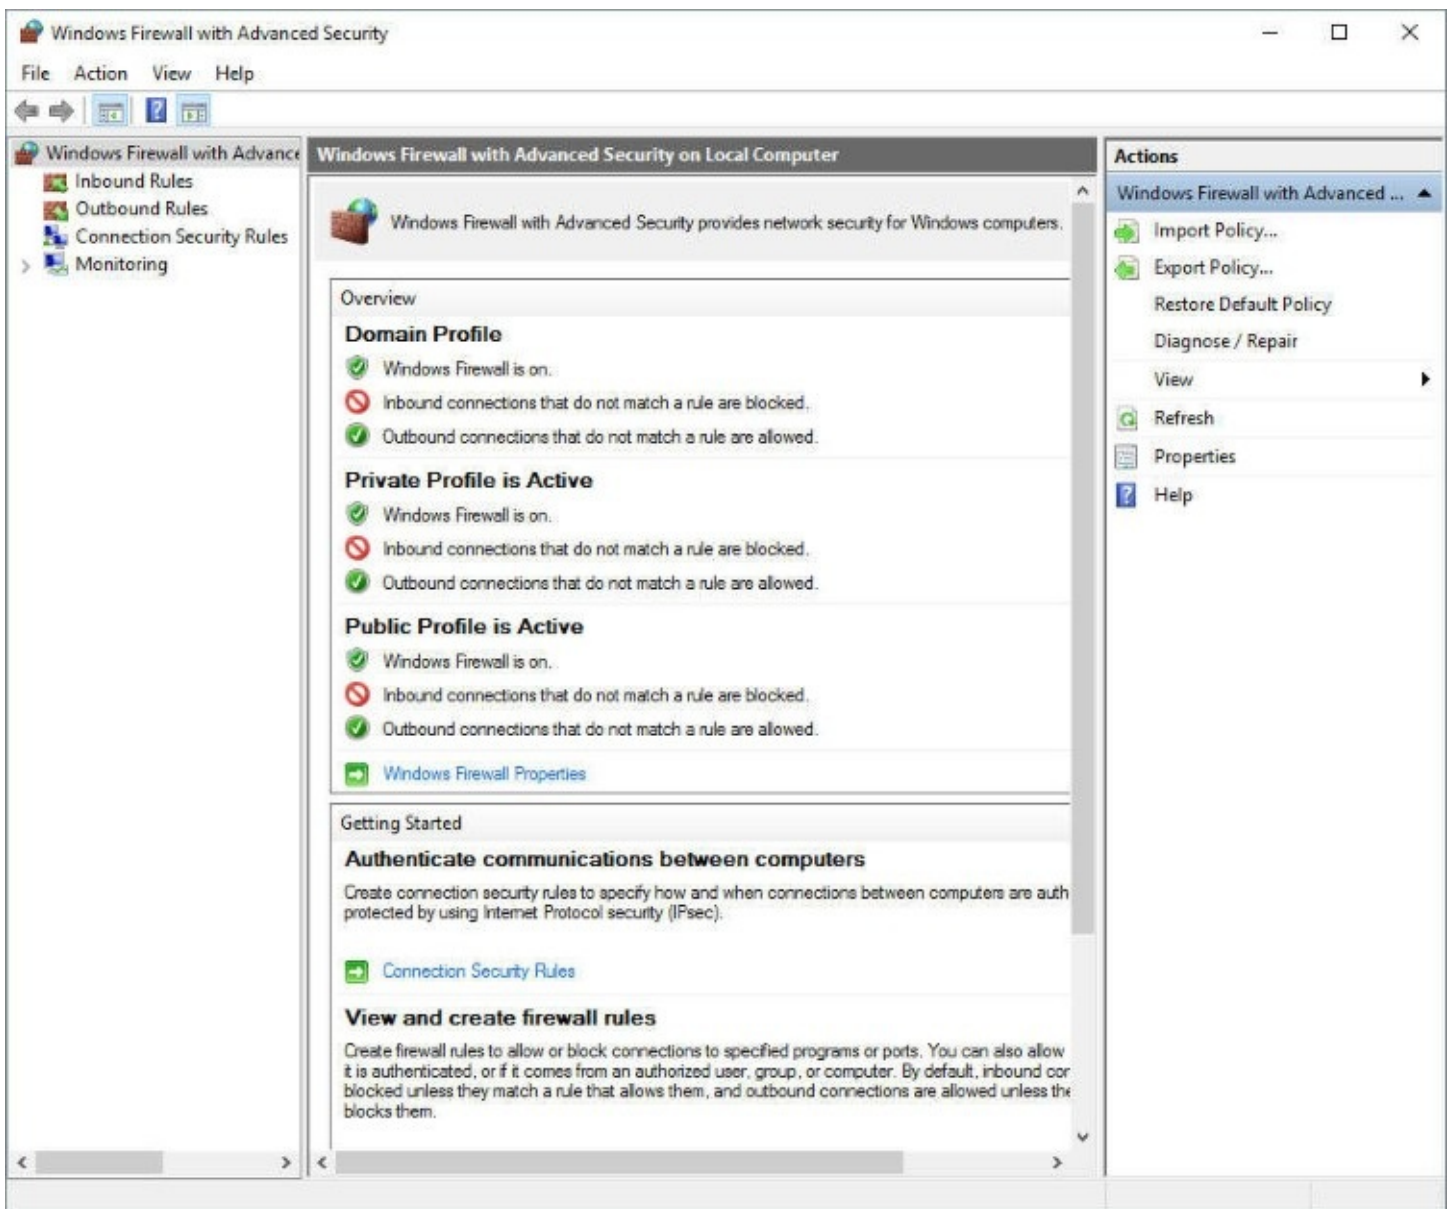 Windows Firewall with Advanced Security
File Action View Help
Windows Firewall with Advance
Inbound Rules
Outbound Rules
Connection Security Rules
Monitoring
Windows Firewall with Advanced Security on Local Computer
Windows Firewall with Advanced Security provides network security for Windows computers.
Overview
Domain Profile
Windows Firewall is on.
Inbound connections that do not match a rule are blocked.
Outbound connections that do not match a rule are allowed.
Private Profile is Active
Windows Firewall is on.
Inbound connections that do not match a rule are blocked.
Outbound connections that do not match a rule are allowed.
Public Profile is Active
Windows Firewall is on.
Inbound connections that do not match a rule are blocked.
Outbound connections that do not match a rule are allowed.
Windows Firewall Properties
Getting Started
Authenticate communications between computers
Create connection security rules to specify how and when connections between computers are auth
protected by using Internet Protocol security (IPsec).
Connection Security Rules
View and create firewall rules
Create firewall rules to allow or block connections to specified programs or ports. You can also allow
it is authenticated, or if it comes from an authorized user, group, or computer. By default, inbound cor
blocked unless they match a rule that allows them, and outbound connections are allowed unless the
blocks them.
Actions
Windows Firewall with Advanced ...
Import Policy...
Export Policy...
Restore Default Policy
Diagnose / Repair
View
Refresh
Properties
Help